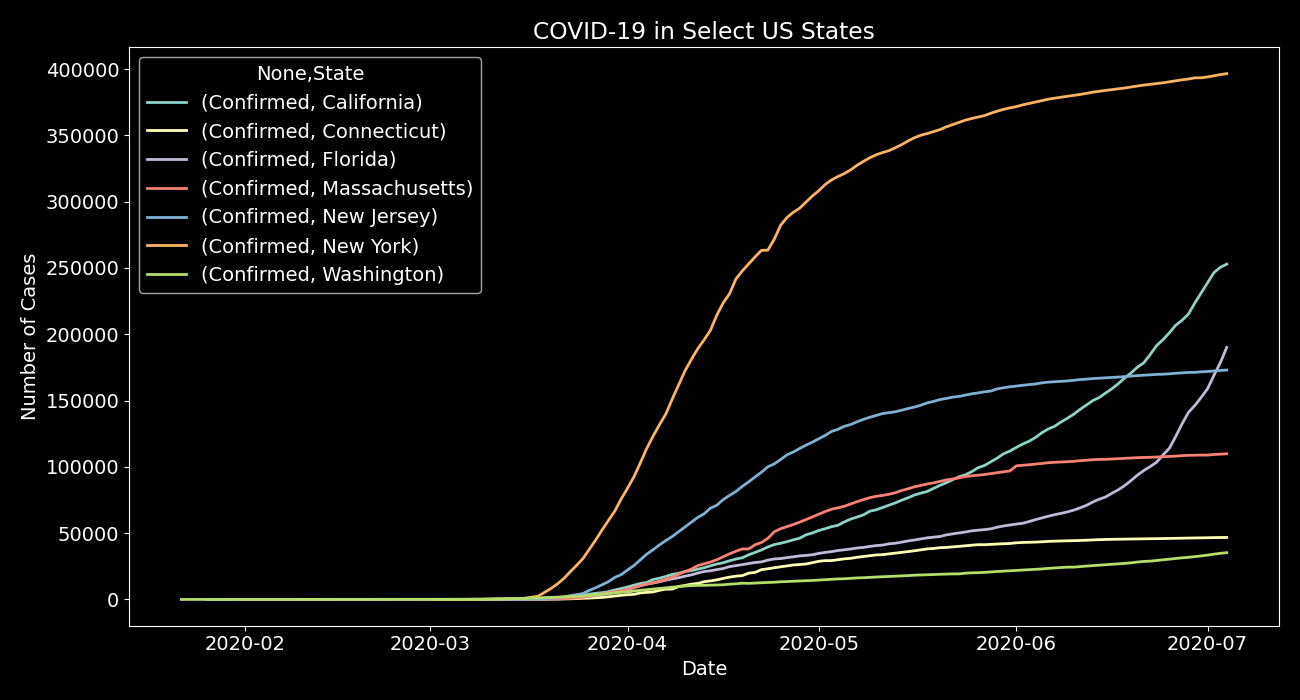 COVID-19 in Select US States
None,State
(Confirmed, California)
(Confirmed, Connecticut)
(Confirmed, Florida)
(Confirmed, Massachusetts)
(Confirmed, New Jersey)
(Confirmed, New York)
(Confirmed, Washington)
Number of Cases
400000
350000
300000
250000
200000
150000
100000
50000
0
2020-02 2020-03 2020-04 2020-05 2020-06 2020-07
Date